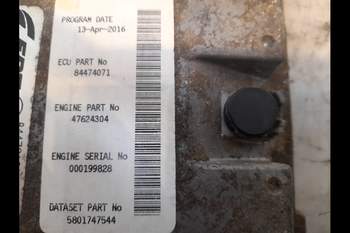 PROGRAM DATE
13-Apr-2016
ECU PART No
84474071
ENGINE PART No
47624304
ENGINE SERIAL No
000199828
DATASET PART No
5801747544